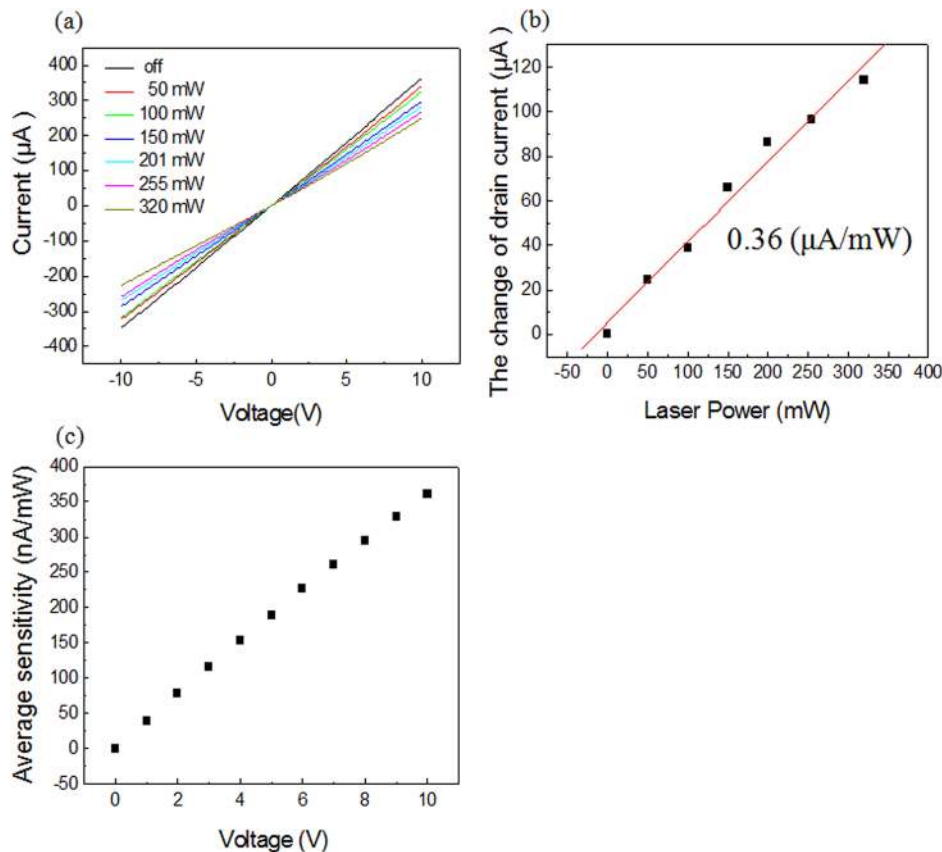 (a)
400
300
200
100
0
-100
-200
-300
-400
Current (µA)
off
50 mW
100 mW
150 mW
201 mW
255 mW
320 mW
-10 -5 0 5 10
Voltage(V)
(b)
120
100
80
60
40
20
0
The change of drain current (µA )
0.36 (µA/mW)
-50 0 50 100 150 200 250 300 350 400
Laser Power (mW)
(c)
400
350
300
250
200
150
100
50
0
-50
Average sensitivity (nA/mW)
0 2 4 6 8 10
Voltage (V)